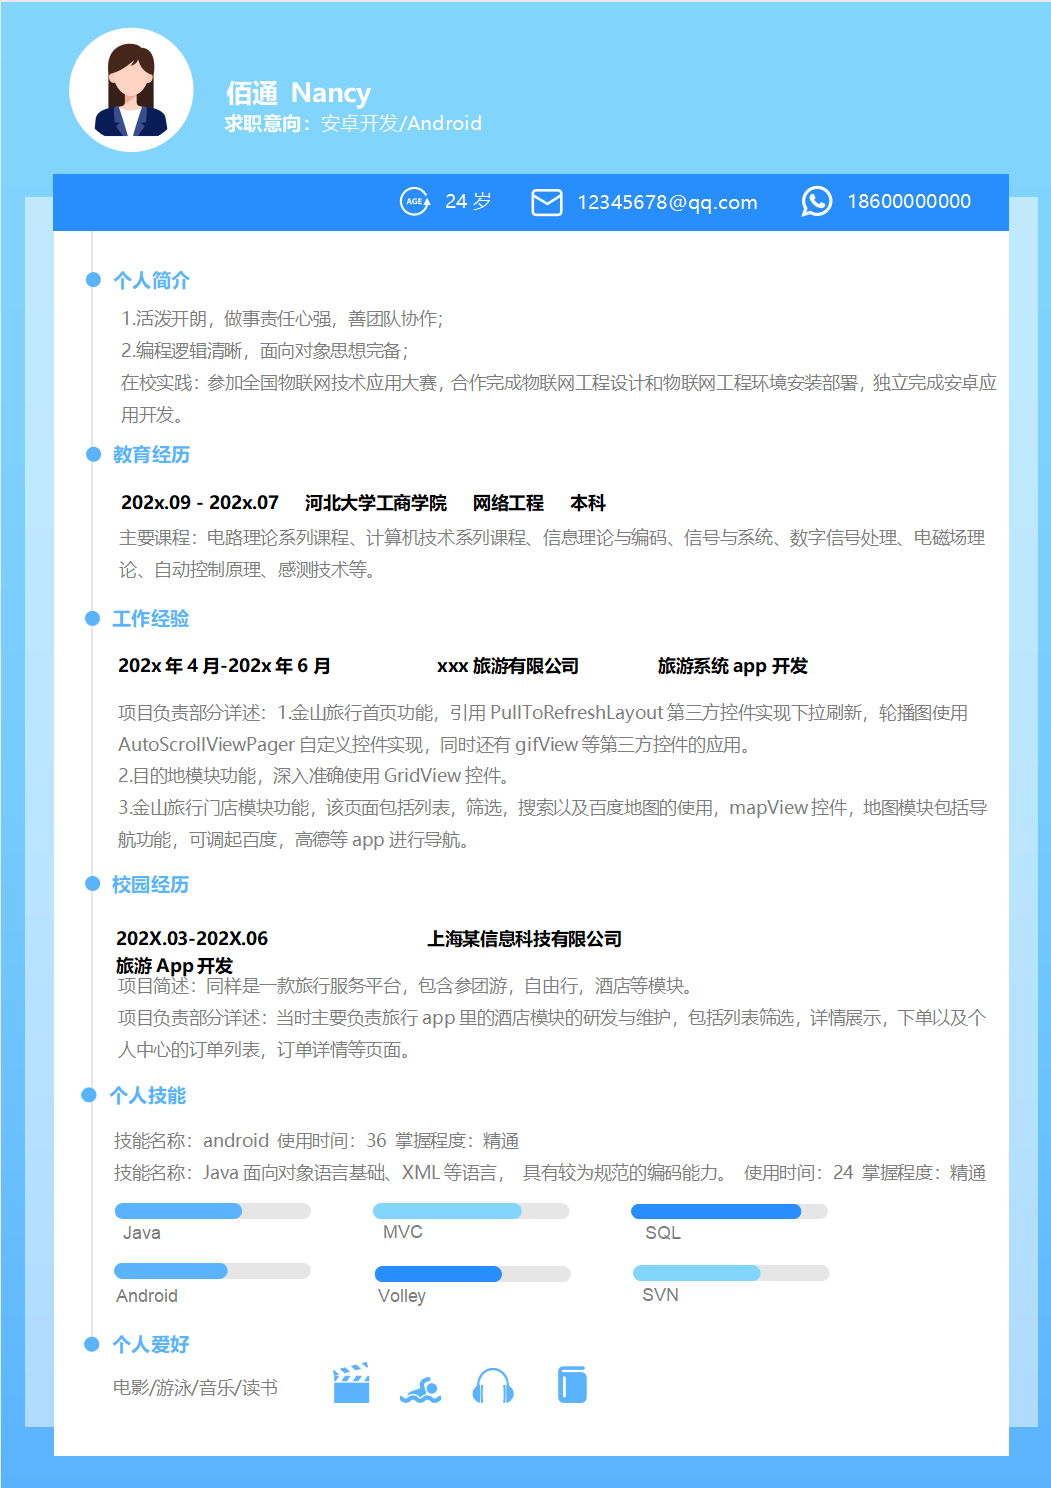 佰通 Nancy
求职意向：安卓开发/Android
AGE 24 岁 12345678@qq.com 18600000000
个人简介
1.活泼开朗，做事责任心强，善团队协作；
2.编程逻辑清晰，面向对象思想完备；
在校实践：参加全国物联网技术应用大赛，合作完成物联网工程设计和物联网工程环境安装部署，独立完成安卓应
用开发。
教育经历
202x.09 - 202x.07 河北大学工商学院 网络工程 本科
主要课程：电路理论系列课程、计算机技术系列课程、信息理论与编码、信号与系统、数字信号处理、电磁场理
论、自动控制原理、感测技术等。
工作经验
202x 年 4 月-202x 年 6 月 xxx 旅游有限公司 旅游系统 app 开发
项目负责部分详述：1.金山旅行首页功能，引用 PullToRefreshLayout 第三方控件实现下拉刷新，轮播图使用
AutoScrollViewPager 自定义控件实现，同时还有 gifView 等第三方控件的应用。
2.目的地模块功能，深入准确使用 GridView 控件。
3.金山旅行门店模块功能，该页面包括列表，筛选，搜索以及百度地图的使用，mapView 控件，地图模块包括导
航功能，可调起百度，高德等 app 进行导航。
校园经历
202X.03-202X.06 上海某信息科技有限公司
旅游 App 开发
项目简述：同样是一款旅行服务平台，包含参团游，自由行，酒店等模块。
项目负责部分详述：当时主要负责旅行 app 里的酒店模块的研发与维护，包括列表筛选，详情展示，下单以及个
人中心的订单列表，订单详情等页面。
个人技能
技能名称：android 使用时间：36 掌握程度：精通
技能名称：Java 面向对象语言基础、XML 等语言， 具有较为规范的编码能力。 使用时间：24 掌握程度：精通
Java MVC SQL
Android Volley SVN
个人爱好
电影/游泳/音乐/读书